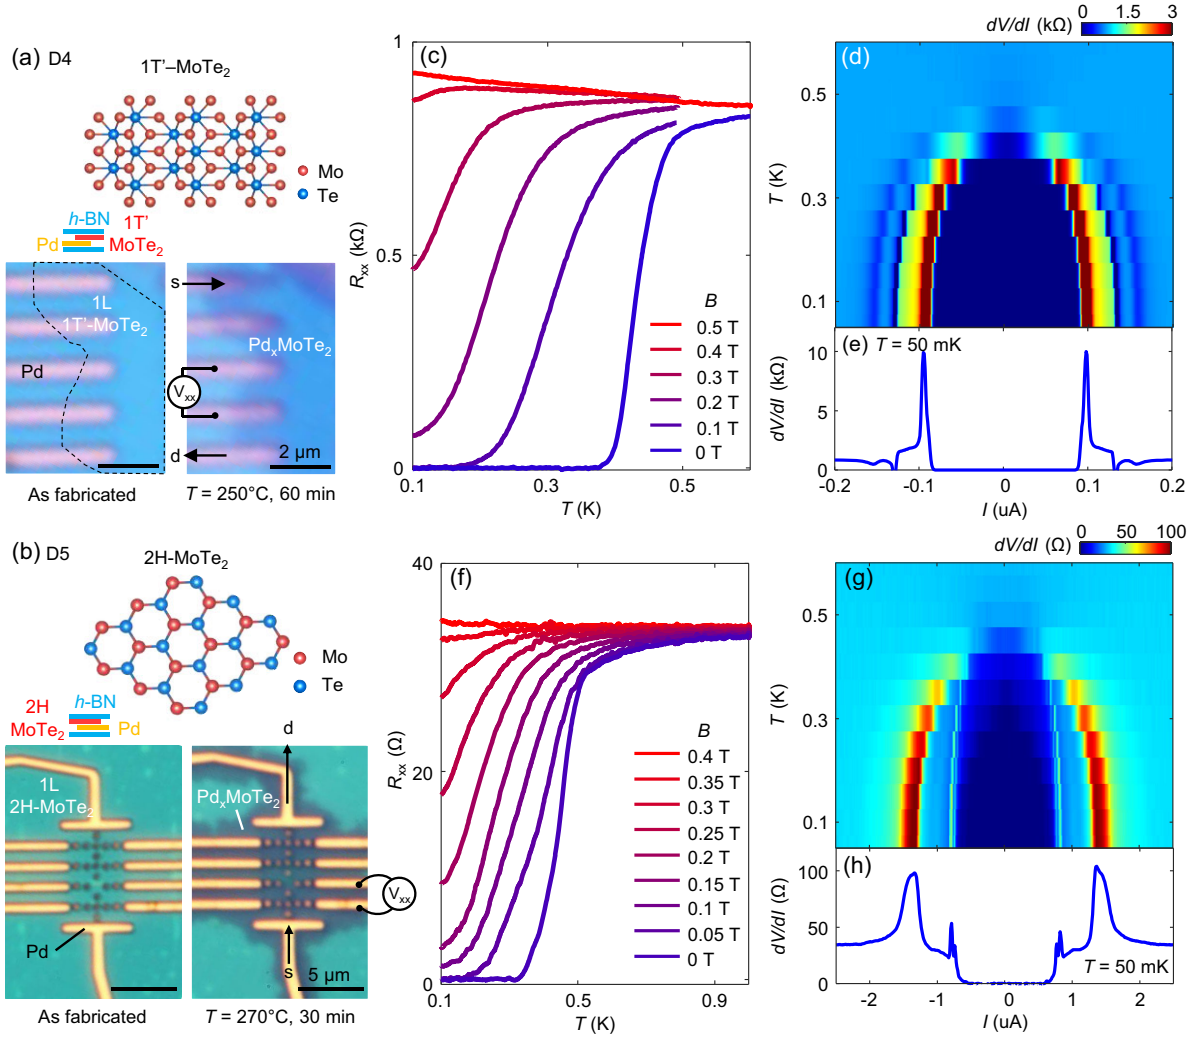 (a) D4
1T'–MoTe2
Mo
Te
h-BN
1T'
Pd
MoTe2
1L
1T'-MoTe2
Pd
s
PdxMoTe2
Vxx
d
2 µm
As fabricated
T = 250°C, 60 min
(c)
1
0.5
0
Rxx (kΩ)
B
0.5 T
0.4 T
0.3 T
0.2 T
0.1 T
0 T
0.1
0.3
0.5
T (K)
dV/dI (kΩ)
0
1.5
3
(d)
0.5
0.3
0.1
T (K)
(e)
T = 50 mK
10
5
0
dV/dI (kΩ)
-0.2
-0.1
0
0.1
0.2
I (uA)
(b) D5
2H-MoTe2
Mo
Te
2H
h-BN
MoTe2
Pd
1L
2H-MoTe2
Pd
d
PdxMoTe2
Vxx
s
5 µm
As fabricated
T = 270°C, 30 min
(f)
40
20
0
Rxx (Ω)
B
0.4 T
0.35 T
0.3 T
0.25 T
0.2 T
0.15 T
0.1 T
0.05 T
0 T
0.1
0.5
0.9
T (K)
dV/dI (Ω)
0
50
100
(g)
0.5
0.3
0.1
T (K)
(h)
100
50
0
dV/dI (Ω)
T = 50 mK
-2
-1
0
1
2
I (uA)